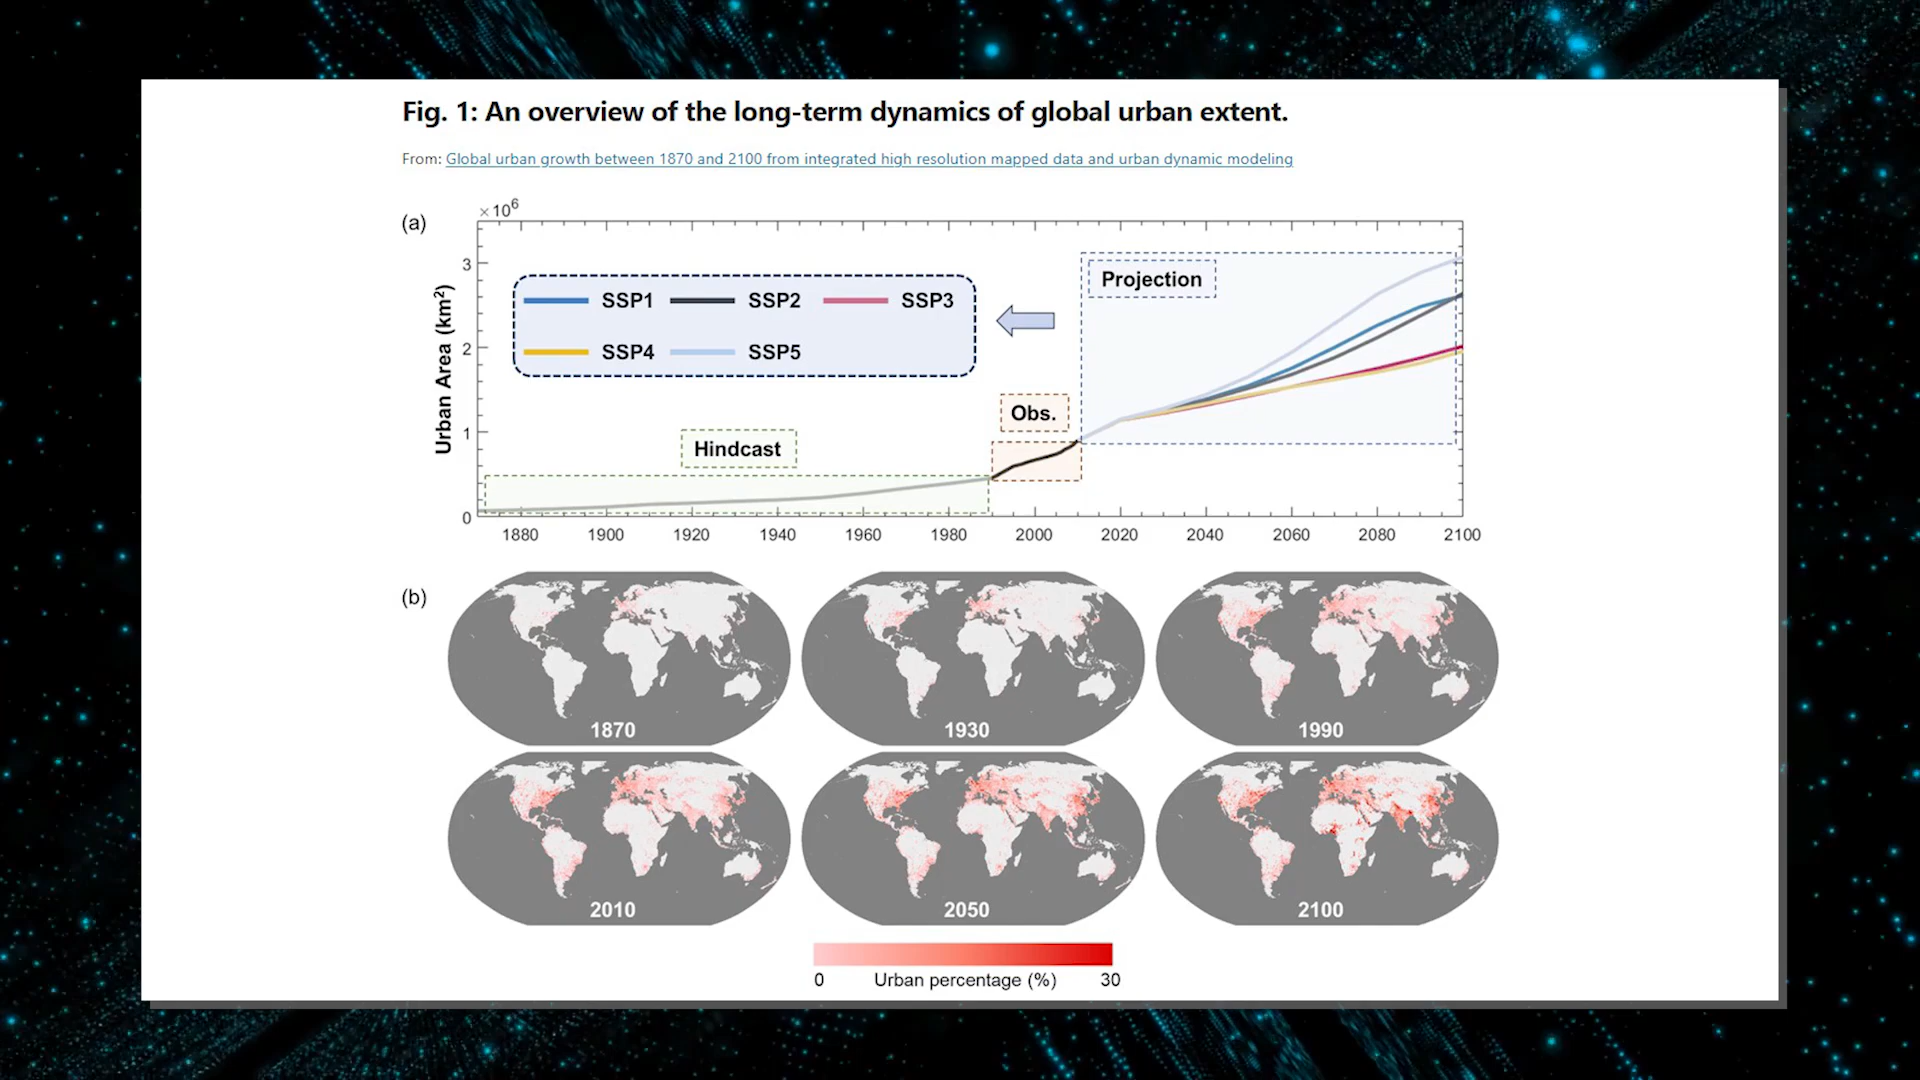 Fig. 1: An overview of the long-term dynamics of global urban extent.
From: Global urban growth between 1870 and 2100 from integrated high resolution mapped data and urban dynamic modeling
(a)
×10⁶
Urban Area (km²)
3
2
1
0
SSP1 SSP2 SSP3
SSP4 SSP5
Projection
Obs.
Hindcast
1880 1900 1920 1940 1960 1980 2000 2020 2040 2060 2080 2100
(b)
1870 1930 1990
2010 2050 2100
0 Urban percentage (%) 30